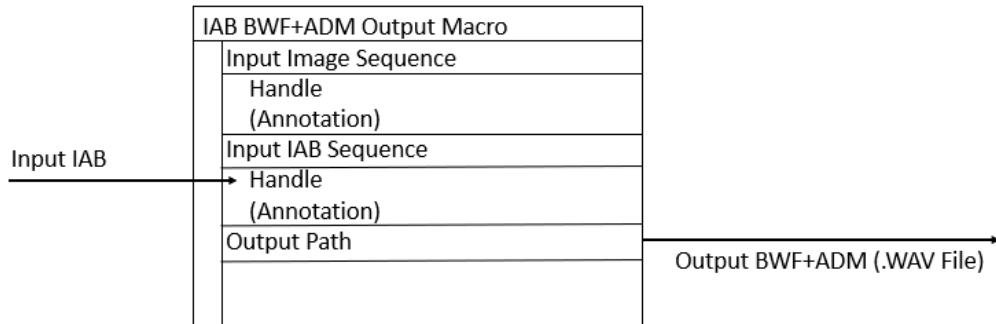 IAB BWF+ADM Output Macro
Input Image Sequence
Handle
(Annotation)
Input IAB Sequence
Input IAB
Handle
(Annotation)
Output Path
Output BWF+ADM (.WAV File)